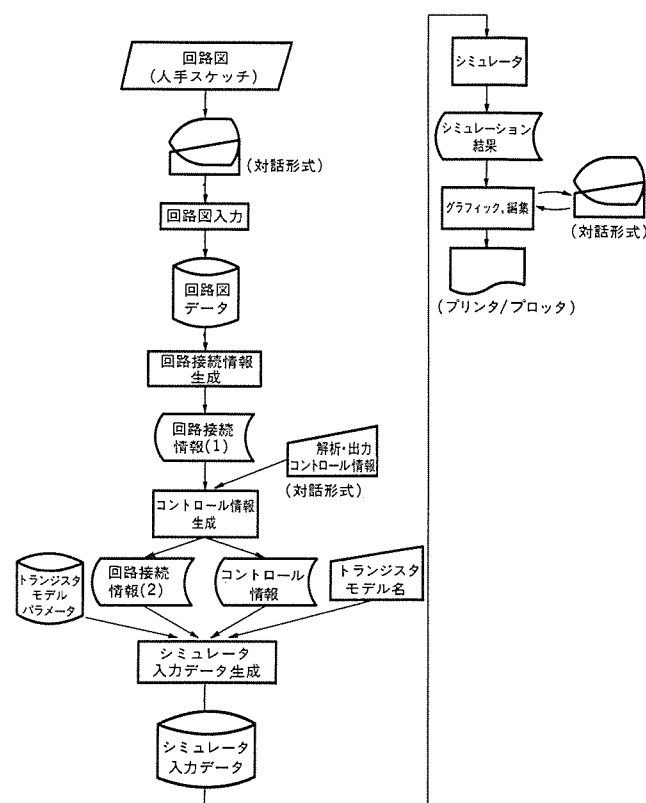 回路図
(人手スケッチ)
(対話形式)
回路図入力
回路図
データ
回路接続情報
生成
回路接続
情報(1)
解析・出力
コントロール情報
(対話形式)
コントロール情報
生成
トランジスタ
モデル
パラメータ
回路接続
情報(2)
コントロール
情報
トランジスタ
モデル名
シミュレータ
入力データ生成
シミュレータ
入力データ
シミュレータ
シミュレーション
結果
グラフィック,編集
(対話形式)
(プリンタ/プロッタ)